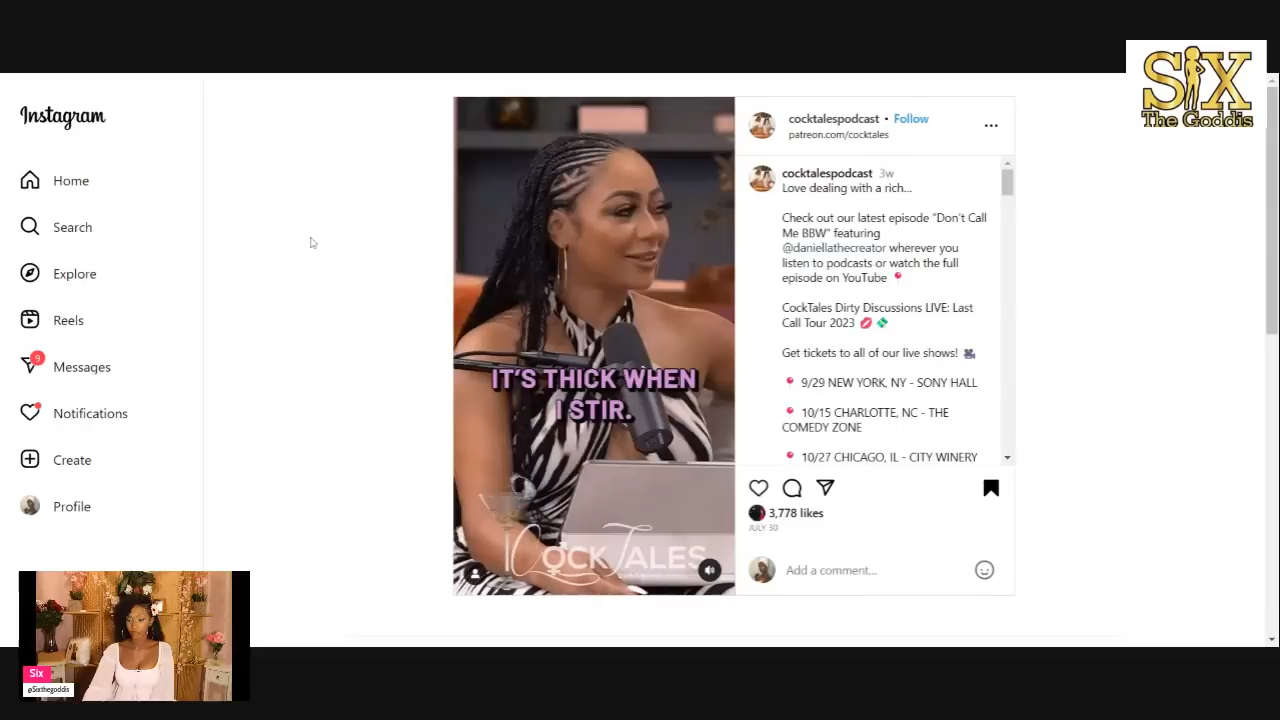 SIX
The Goddis
Instagram
Home
Search
Explore
Reels
9
Messages
Notifications
Create
Profile
IT'S THICK WHEN
I STIR.
COCKTALES
cocktalespodcast • Follow
patreon.com/cocktales
cocktalespodcast 3w
Love dealing with a rich...
Check out our latest episode "Don't Call
Me BBW" featuring
@daniellathecreator wherever you
listen to podcasts or watch the full
episode on YouTube
CockTales Dirty Discussions LIVE: Last
Call Tour 2023
Get tickets to all of our live shows!
9/29 NEW YORK, NY - SONY HALL
10/15 CHARLOTTE, NC - THE
COMEDY ZONE
10/27 CHICAGO, IL - CITY WINERY
3,778 likes
JULY 30
Add a comment...
Six
@Sixthegoddis